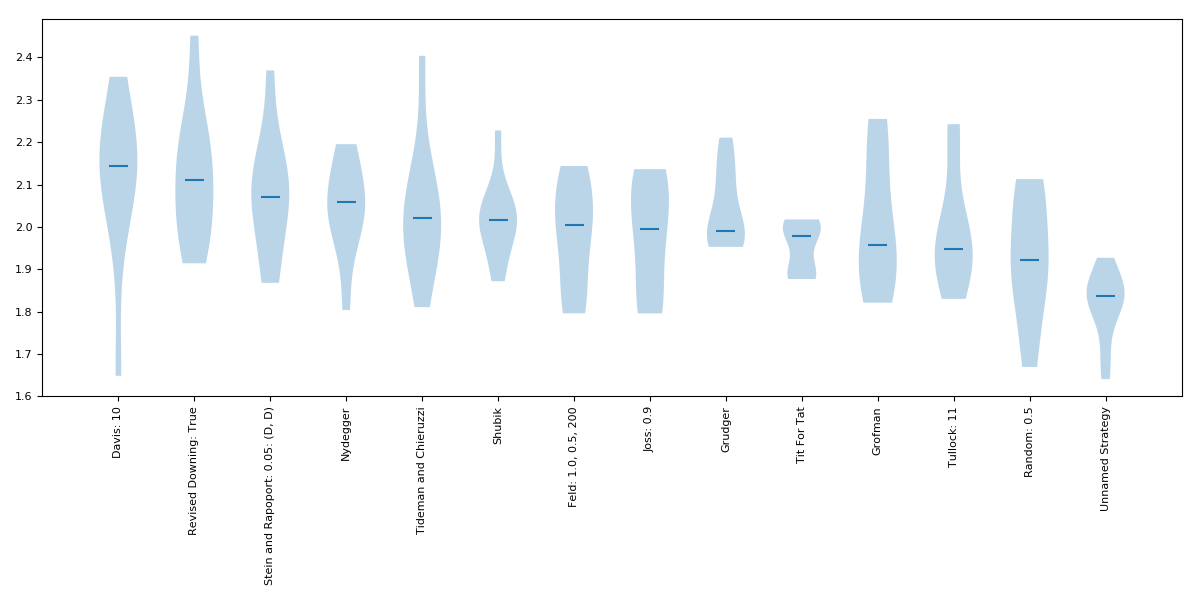 2.4
2.3
2.2
2.1
2.0
1.9
1.8
1.7
1.6
Davis: 10
Revised Downing: True
Stein and Rapoport: 0.05: (D, D)
Nydegger
Tideman and Chieruzzi
Shubik
Feld: 1.0, 0.5, 200
Joss: 0.9
Grudger
Tit For Tat
Grofman
Tullock: 11
Random: 0.5
Unnamed Strategy